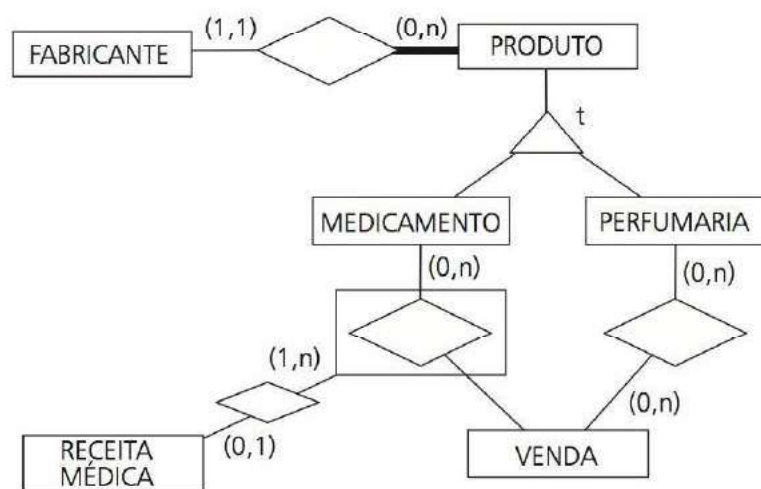 FABRICANTE
(1,1)
(0,n)
PRODUTO
t
MEDICAMENTO
PERFUMARIA
(0,n)
(0,n)
(1,n)
(0,n)
(0,1)
RECEITA
MÉDICA
VENDA